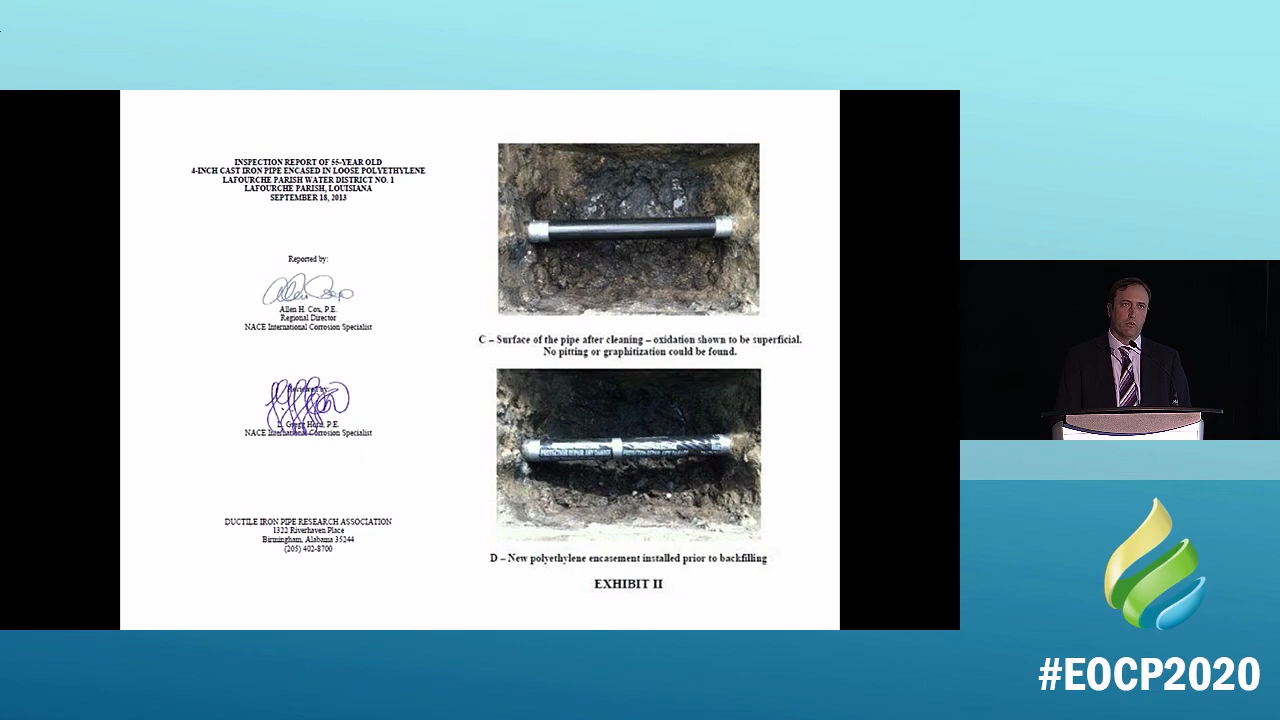 INSPECTION REPORT OF 55-YEAR OLD
4-INCH CAST IRON PIPE ENCASED IN LOOSE POLYETHYLENE
LAFOURCHE PARISH WATER DISTRICT NO. 1
LAFOURCHE PARISH, LOUISIANA
SEPTEMBER 18, 2013
Reported by:
Allen H. Cox, P.E.
Regional Director
NACE International Corrosion Specialist
Reviewed by:
L. Gregg Horn, P.E.
NACE International Corrosion Specialist
DUCTILE IRON PIPE RESEARCH ASSOCIATION
1322 Riverhaven Place
Birmingham, Alabama 35244
(205) 402-8700
C – Surface of the pipe after cleaning – oxidation shown to be superficial.
No pitting or graphitization could be found.
D – New polyethylene encasement installed prior to backfilling
EXHIBIT II
#EOCP2020